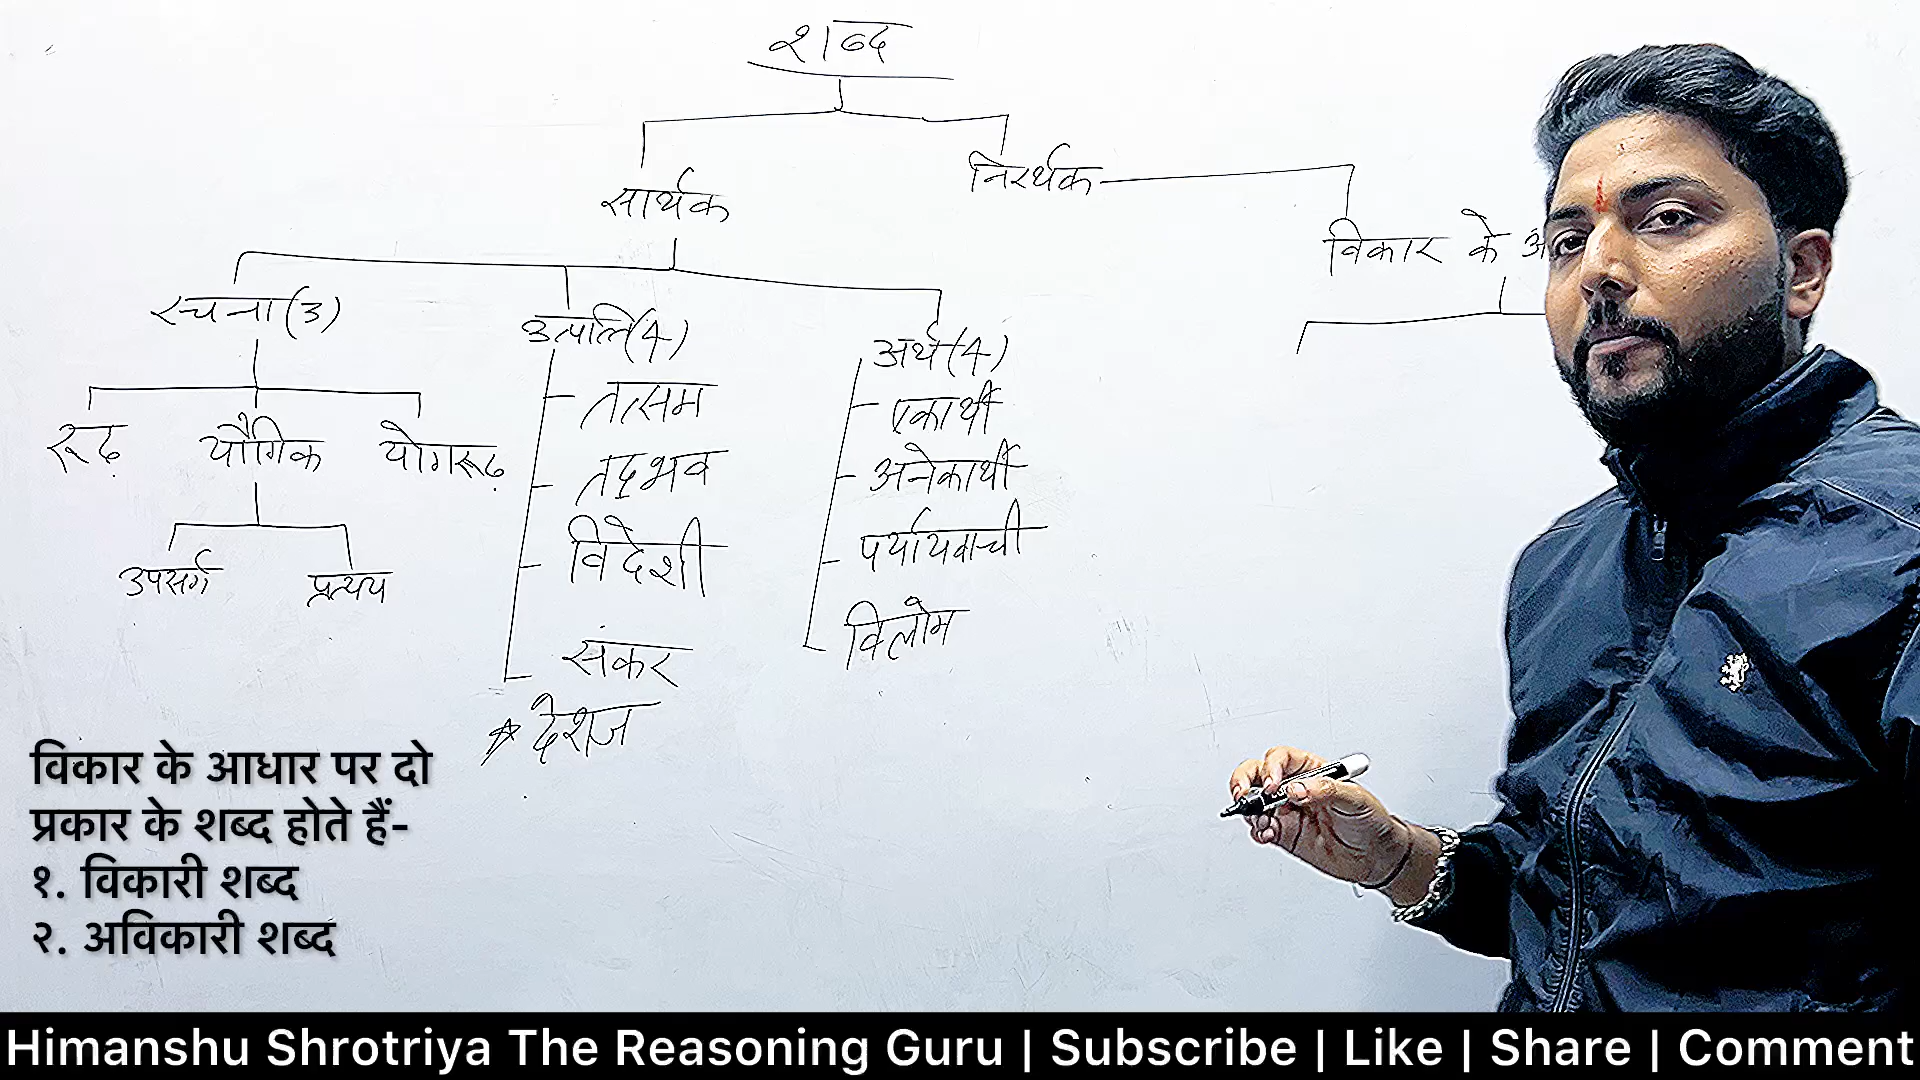 शब्द
सार्थक
निरर्थक
विकार के
रचना (3)
उत्पत्ति (4)
अर्थ (4)
रूढ़
यौगिक
योगरूढ़
उपसर्ग
प्रत्यय
तत्सम
तद्भव
विदेशी
संकर
देशज
एकार्थी
अनेकार्थी
पर्यायवाची
विलोम
विकार के आधार पर दो
प्रकार के शब्द होते हैं-
१. विकारी शब्द
२. अविकारी शब्द
Himanshu Shrotriya The Reasoning Guru | Subscribe | Like | Share | Comment